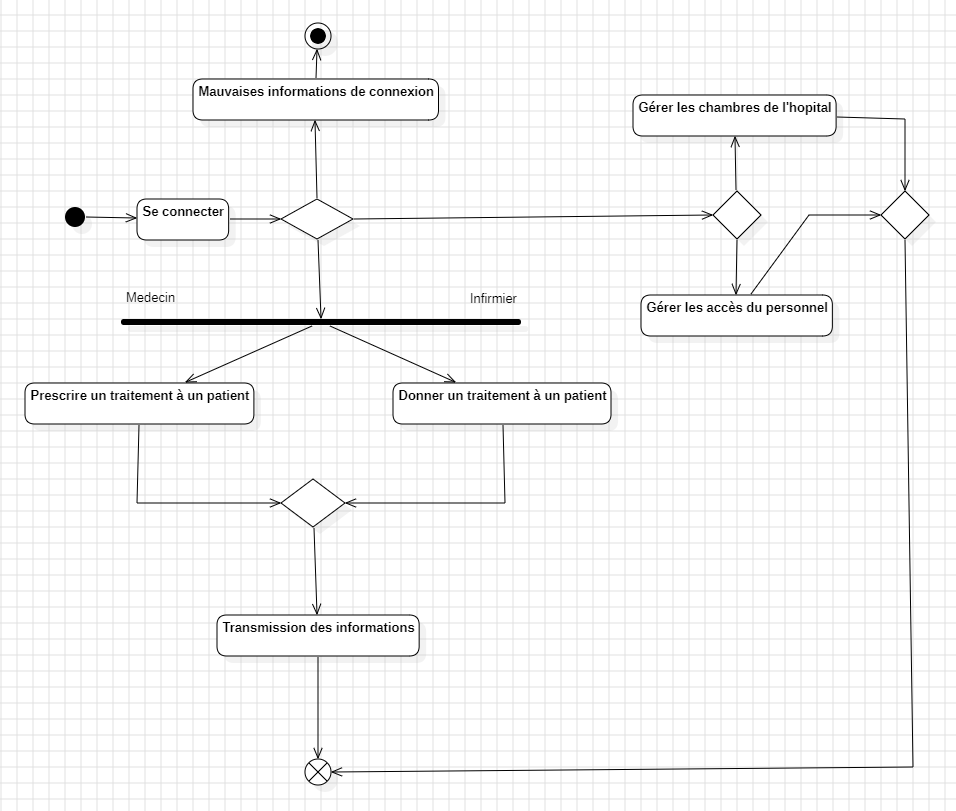 Mauvaises informations de connexion
Gérer les chambres de l'hopital
Se connecter
Medecin
Infirmier
Gérer les accès du personnel
Prescrire un traitement à un patient
Donner un traitement à un patient
Transmission des informations